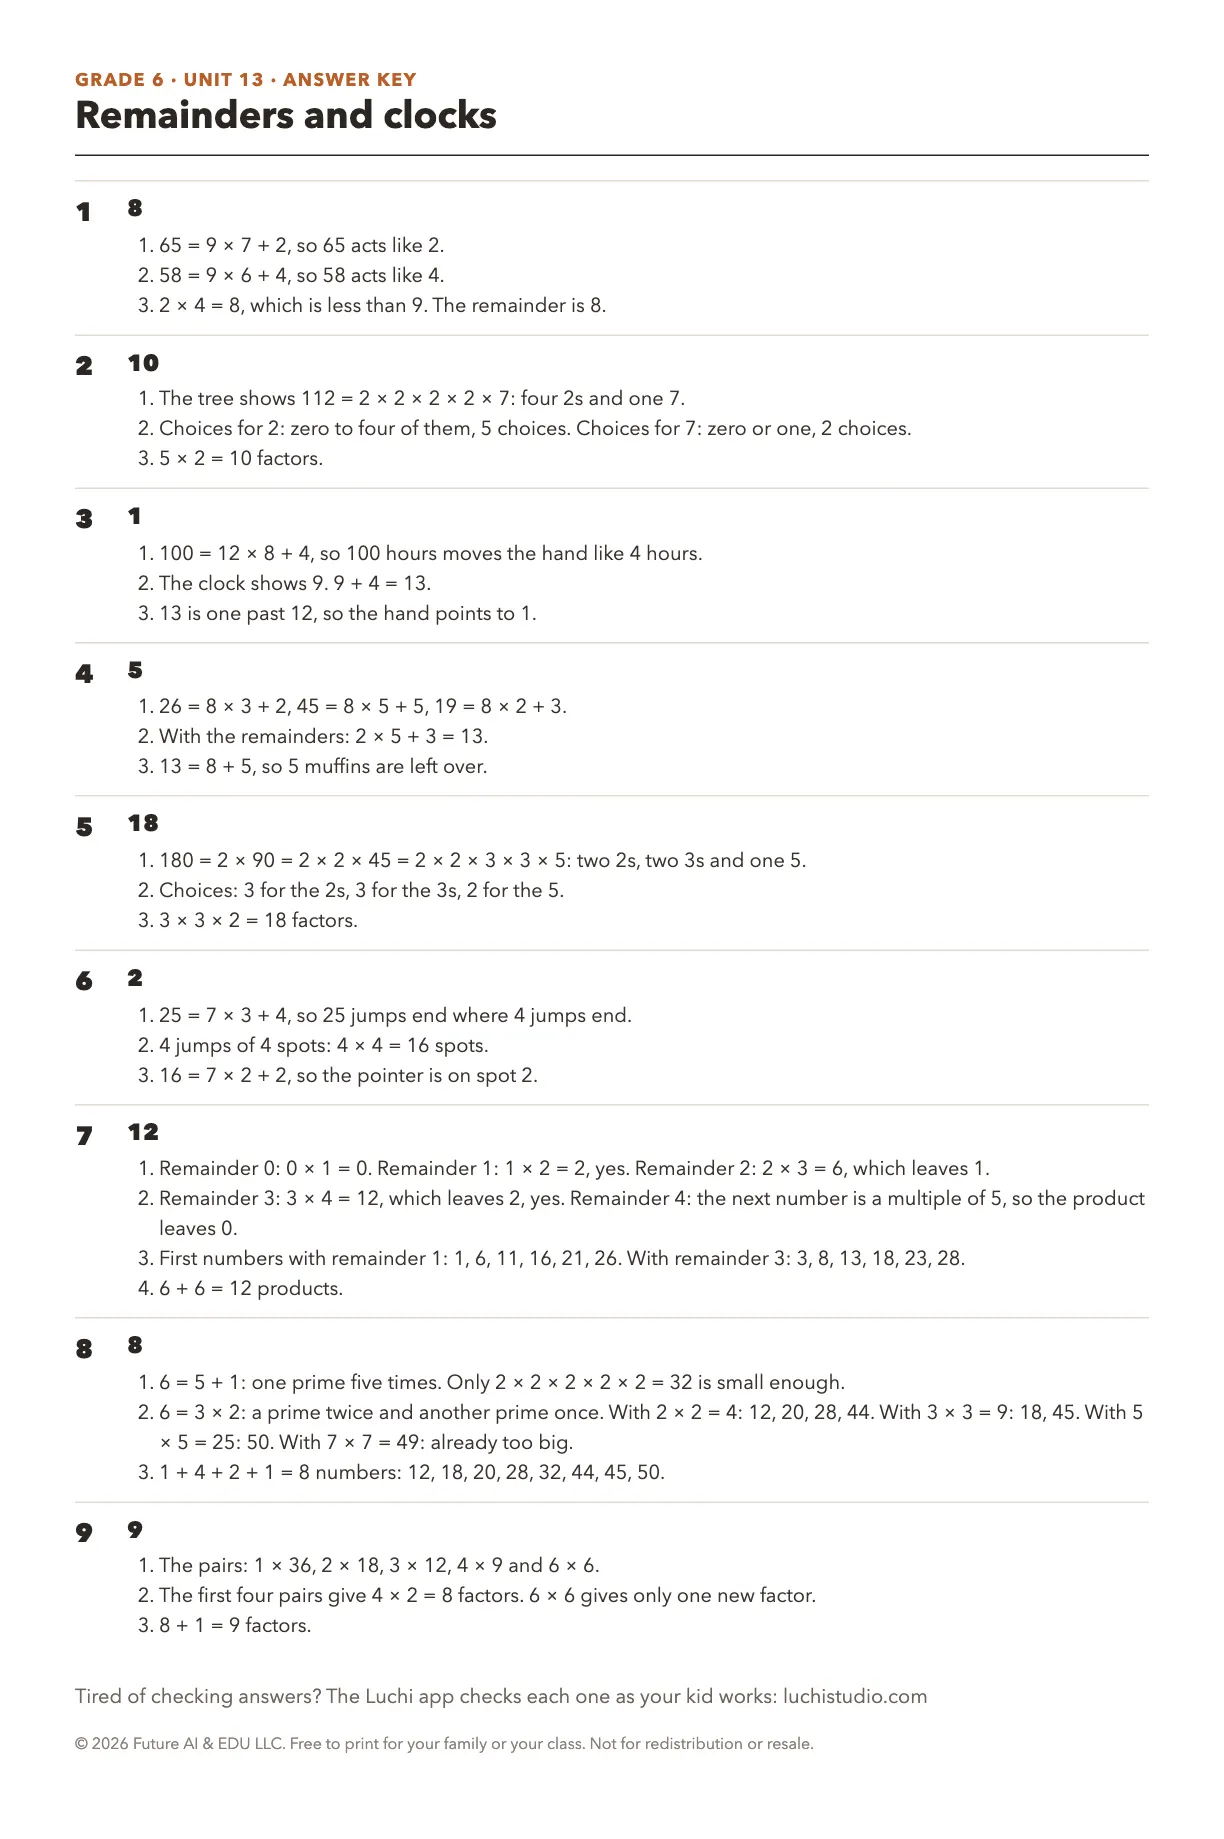 GRADE 6 · UNIT 13 · ANSWER KEY
Remainders and clocks
1 8
1. 65 = 9 × 7 + 2, so 65 acts like 2.
2. 58 = 9 × 6 + 4, so 58 acts like 4.
3. 2 × 4 = 8, which is less than 9. The remainder is 8.
2 10
1. The tree shows 112 = 2 × 2 × 2 × 2 × 7: four 2s and one 7.
2. Choices for 2: zero to four of them, 5 choices. Choices for 7: zero or one, 2 choices.
3. 5 × 2 = 10 factors.
3 1
1. 100 = 12 × 8 + 4, so 100 hours moves the hand like 4 hours.
2. The clock shows 9. 9 + 4 = 13.
3. 13 is one past 12, so the hand points to 1.
4 5
1. 26 = 8 × 3 + 2, 45 = 8 × 5 + 5, 19 = 8 × 2 + 3.
2. With the remainders: 2 × 5 + 3 = 13.
3. 13 = 8 + 5, so 5 muffins are left over.
5 18
1. 180 = 2 × 90 = 2 × 2 × 45 = 2 × 2 × 3 × 3 × 5: two 2s, two 3s and one 5.
2. Choices: 3 for the 2s, 3 for the 3s, 2 for the 5.
3. 3 × 3 × 2 = 18 factors.
6 2
1. 25 = 7 × 3 + 4, so 25 jumps end where 4 jumps end.
2. 4 jumps of 4 spots: 4 × 4 = 16 spots.
3. 16 = 7 × 2 + 2, so the pointer is on spot 2.
7 12
1. Remainder 0: 0 × 1 = 0. Remainder 1: 1 × 2 = 2, yes. Remainder 2: 2 × 3 = 6, which leaves 1.
2. Remainder 3: 3 × 4 = 12, which leaves 2, yes. Remainder 4: the next number is a multiple of 5, so the product
leaves 0.
3. First numbers with remainder 1: 1, 6, 11, 16, 21, 26. With remainder 3: 3, 8, 13, 18, 23, 28.
4. 6 + 6 = 12 products.
8 8
1. 6 = 5 + 1: one prime five times. Only 2 × 2 × 2 × 2 × 2 = 32 is small enough.
2. 6 = 3 × 2: a prime twice and another prime once. With 2 × 2 = 4: 12, 20, 28, 44. With 3 × 3 = 9: 18, 45. With 5
× 5 = 25: 50. With 7 × 7 = 49: already too big.
3. 1 + 4 + 2 + 1 = 8 numbers: 12, 18, 20, 28, 32, 44, 45, 50.
9 9
1. The pairs: 1 × 36, 2 × 18, 3 × 12, 4 × 9 and 6 × 6.
2. The first four pairs give 4 × 2 = 8 factors. 6 × 6 gives only one new factor.
3. 8 + 1 = 9 factors.
Tired of checking answers? The Luchi app checks each one as your kid works: luchistudio.com
© 2026 Future AI & EDU LLC. Free to print for your family or your class. Not for redistribution or resale.